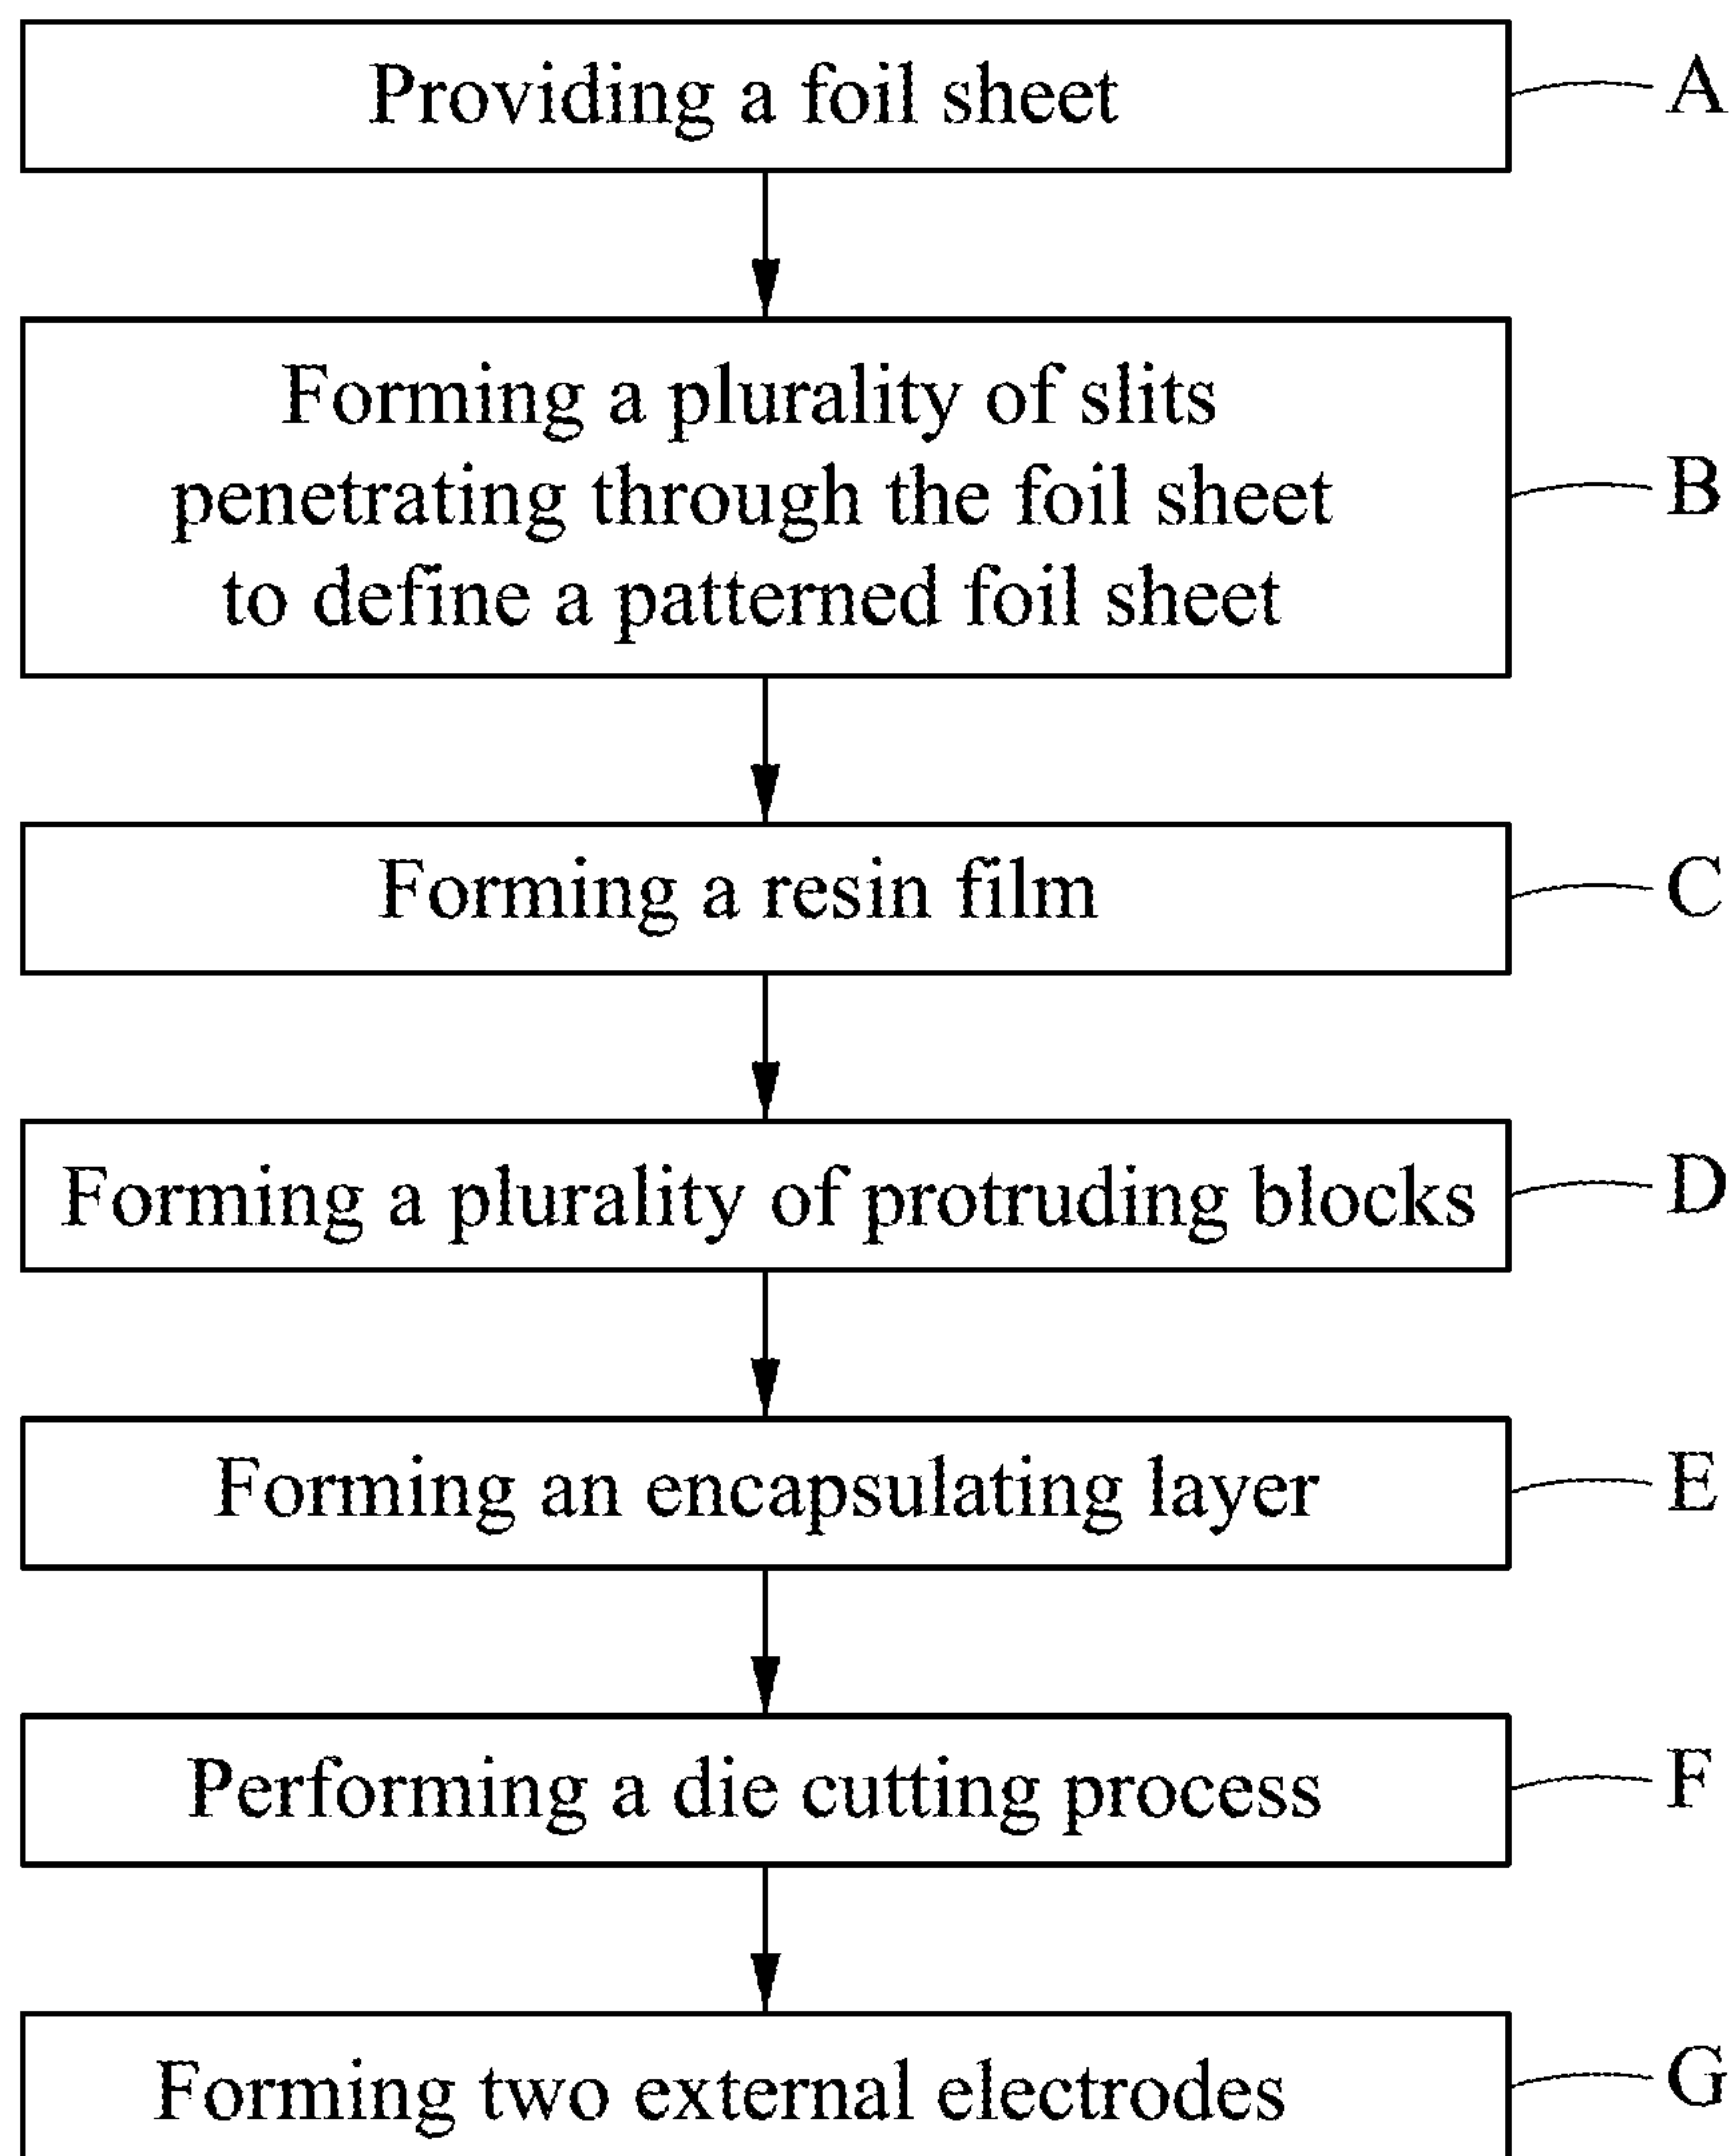 Providing a foil sheet
A
Forming a plurality of slits
penetrating through the foil sheet
to define a patterned foil sheet
B
Forming a resin film
C
Forming a plurality of protruding blocks
D
Forming an encapsulating layer
E
Performing a die cutting process
F
Forming two external electrodes
G